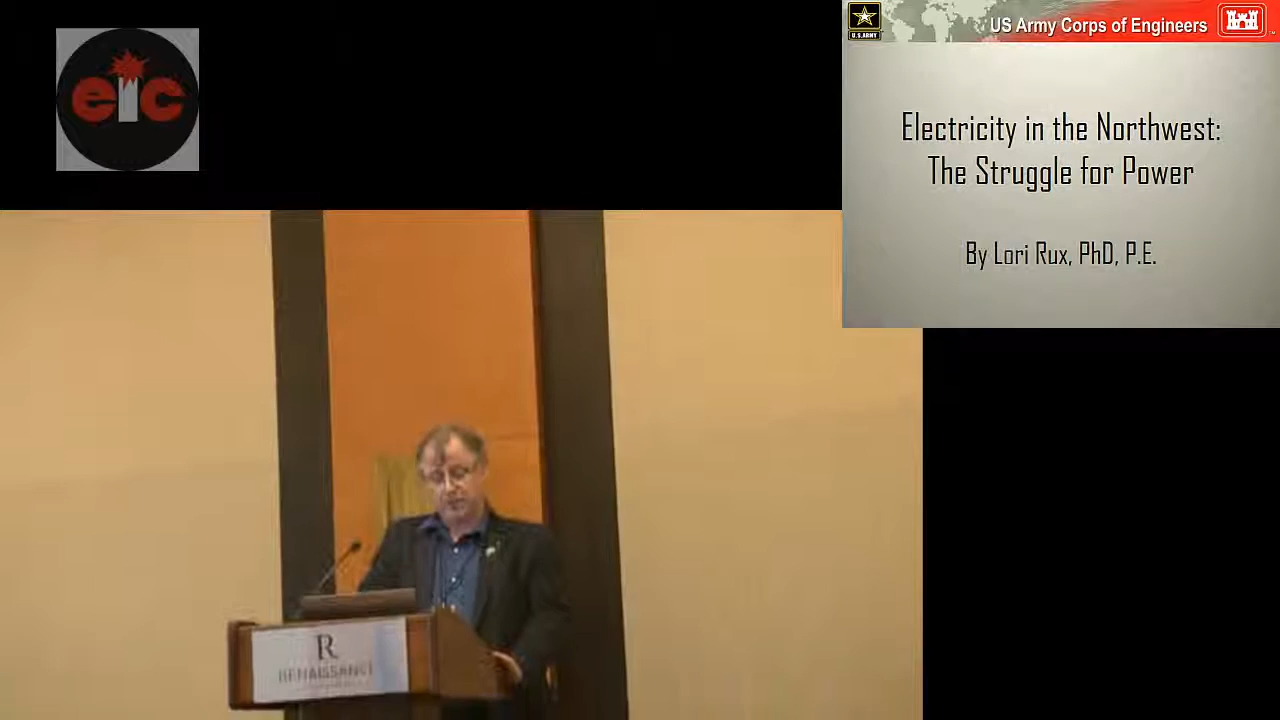 eic
U.S.ARMY
US Army Corps of Engineers
Electricity in the Northwest:
The Struggle for Power
By Lori Rux, PhD, P.E.
R
RENAISSANCE